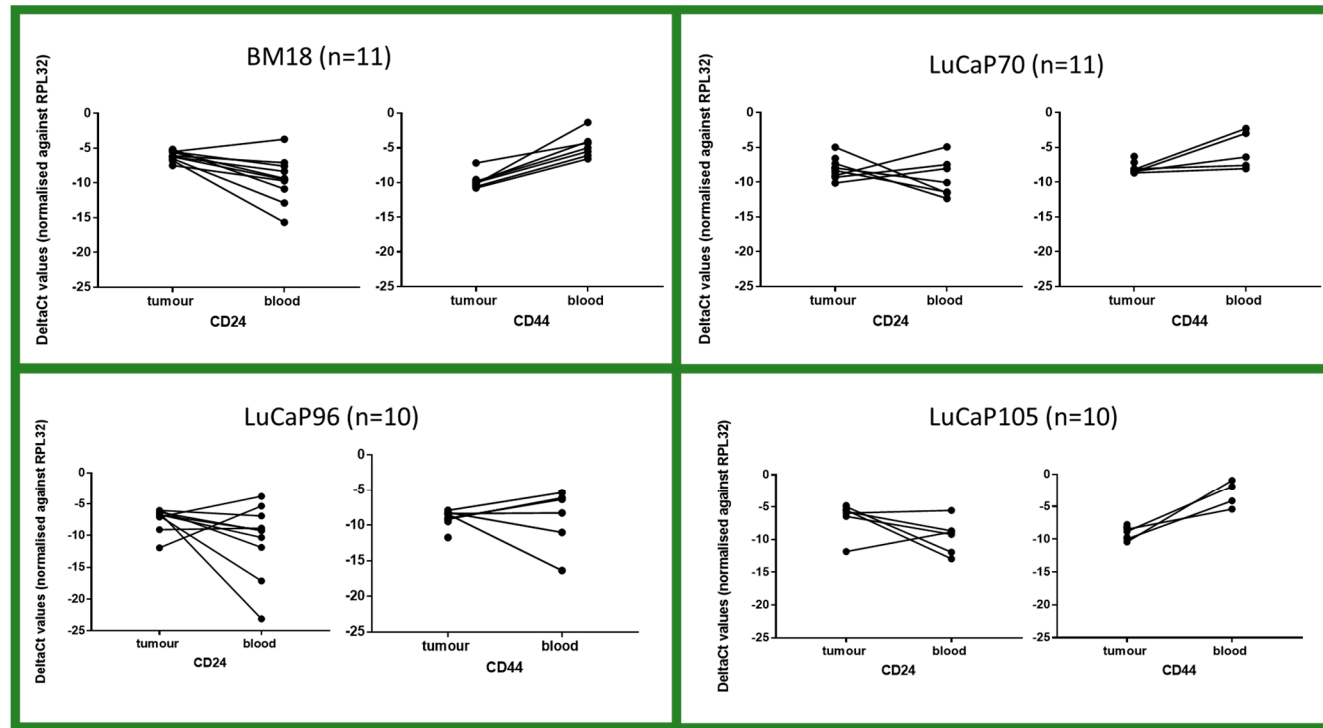 BM18 (n=11)
DeltaCt values (normalised against RPL32)
0
-5
-10
-15
-20
-25
tumour blood
CD24
0
-5
-10
-15
-20
-25
tumour blood
CD44
LuCaP70 (n=11)
DeltaCt values (normalised against RPL32)
0
-5
-10
-15
-20
-25
tumour blood
CD24
0
-5
-10
-15
-20
-25
tumour blood
CD44
LuCaP96 (n=10)
DeltaCt values (normalised against RPL32)
0
-5
-10
-15
-20
-25
tumour blood
CD24
0
-5
-10
-15
-20
-25
tumour blood
CD44
LuCaP105 (n=10)
DeltaCt values (normalised against RPL32)
0
-5
-10
-15
-20
-25
tumour blood
CD24
0
-5
-10
-15
-20
-25
tumour blood
CD44